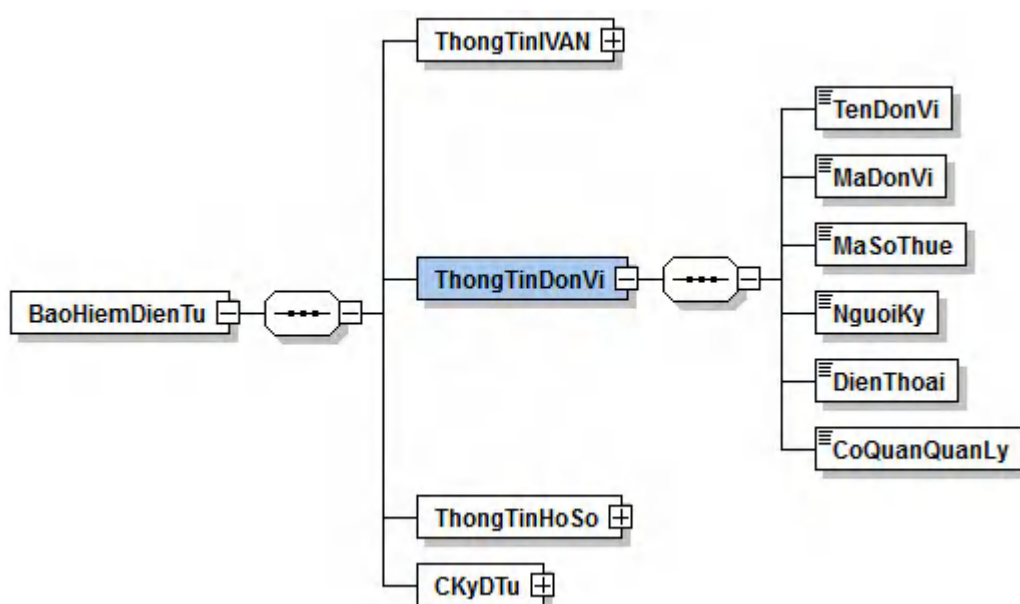 ThongTinIVAN
TenDonVi
MaDonVi
MaSoThue
BaoHiemDienTu
ThongTinDonVi
NguoiKy
DienThoai
CoQuanQuanLy
ThongTinHoSo
CKyDTu